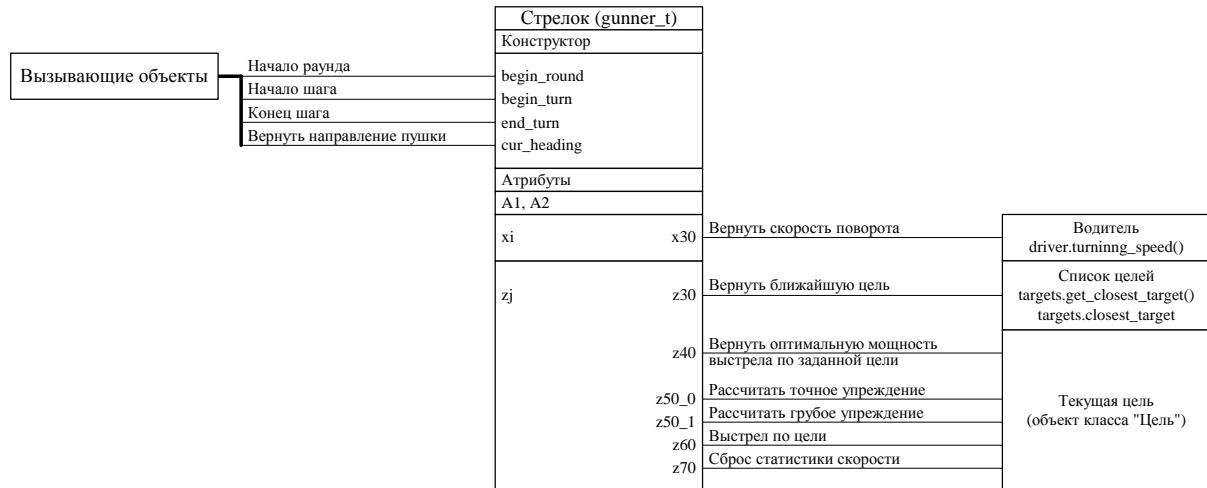 Стрелок (gunner_t)
Конструктор
Вызывающие объекты
Начало раунда
begin_round
Начало шага
begin_turn
Конец шага
end_turn
Вернуть направление пушки
cur_heading
Атрибуты
A1, A2
xi
x30
Вернуть скорость поворота
Водитель
driver.turninng_speed()
zj
z30
Вернуть ближайшую цель
Список целей
targets.get_closest_target()
targets.closest_target
z40
Вернуть оптимальную мощность
выстрела по заданной цели
z50_0
Рассчитать точное упреждение
z50_1
Рассчитать грубое упреждение
z60
Выстрел по цели
z70
Сброс статистики скорости
Текущая цель
(объект класса "Цель")